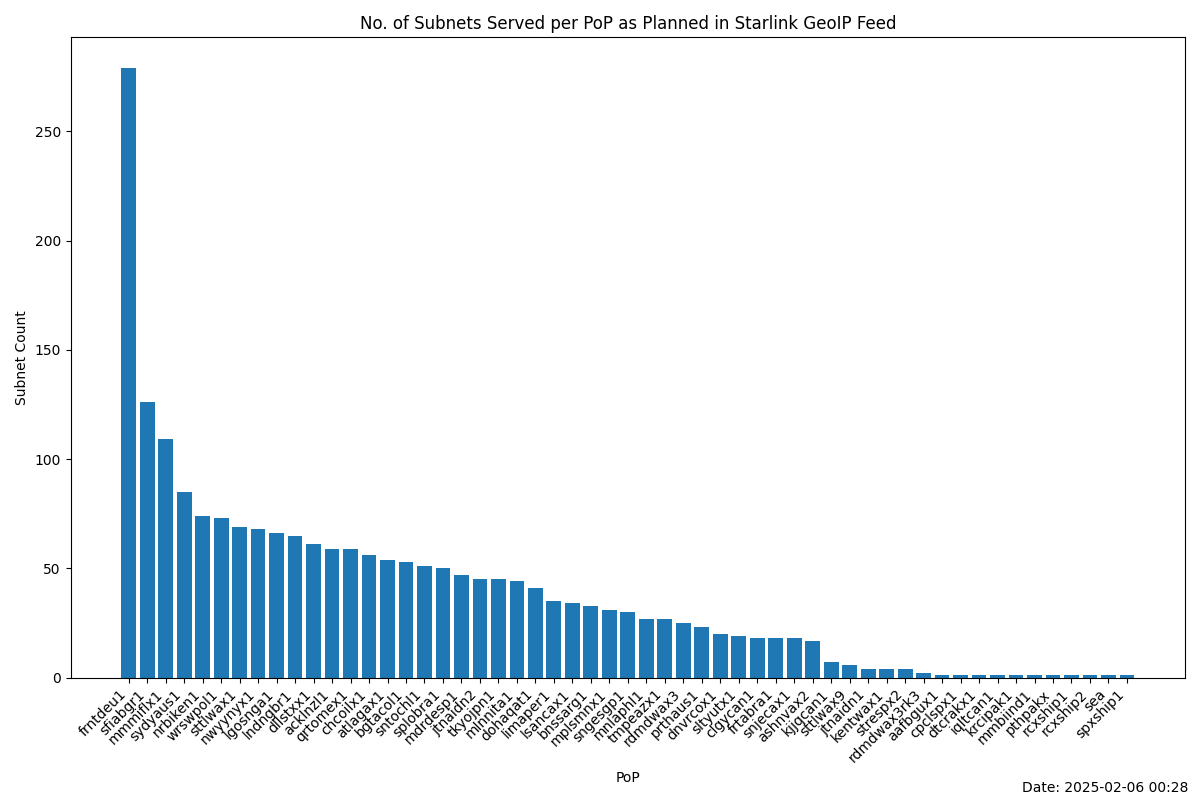 No. of Subnets Served per PoP as Planned in Starlink GeoIP Feed
Subnet Count
250
200
150
100
50
0
frntdeu1
sfiabgr1
mmmiflx1
sydyaus1
nrbiken1
wrswpol1
sttlwax1
nwyynyx1
lgosnga1
lndngbr1
dllstxx1
acklnzl1
qrtomex1
chcoilx1
atlagax1
bgtacol1
sntochl1
splobra1
mdrdesp1
jtnaldn2
tkyojpn1
mlnnita1
dohaqat1
limaper1
lsancax1
bnssarg1
mplsmnx1
sngesgp1
mnlaphl1
tmpeazx1
rdmdwax3
prthaus1
dnvrcox1
sltyutx1
clgycan1
frtabra1
snjecax1
ashnvax2
kjjgcan1
sttlwax9
jtnaidn1
kentwax1
strespx2
rdmdwax3rk3
aafbgux1
cpclspx1
dtcrakx1
iqltcan1
krcipak1
mmbiind1
pthpakx
rcxship1
rcxship2
sea
spxship1
PoP
Date: 2025-02-06 00:28